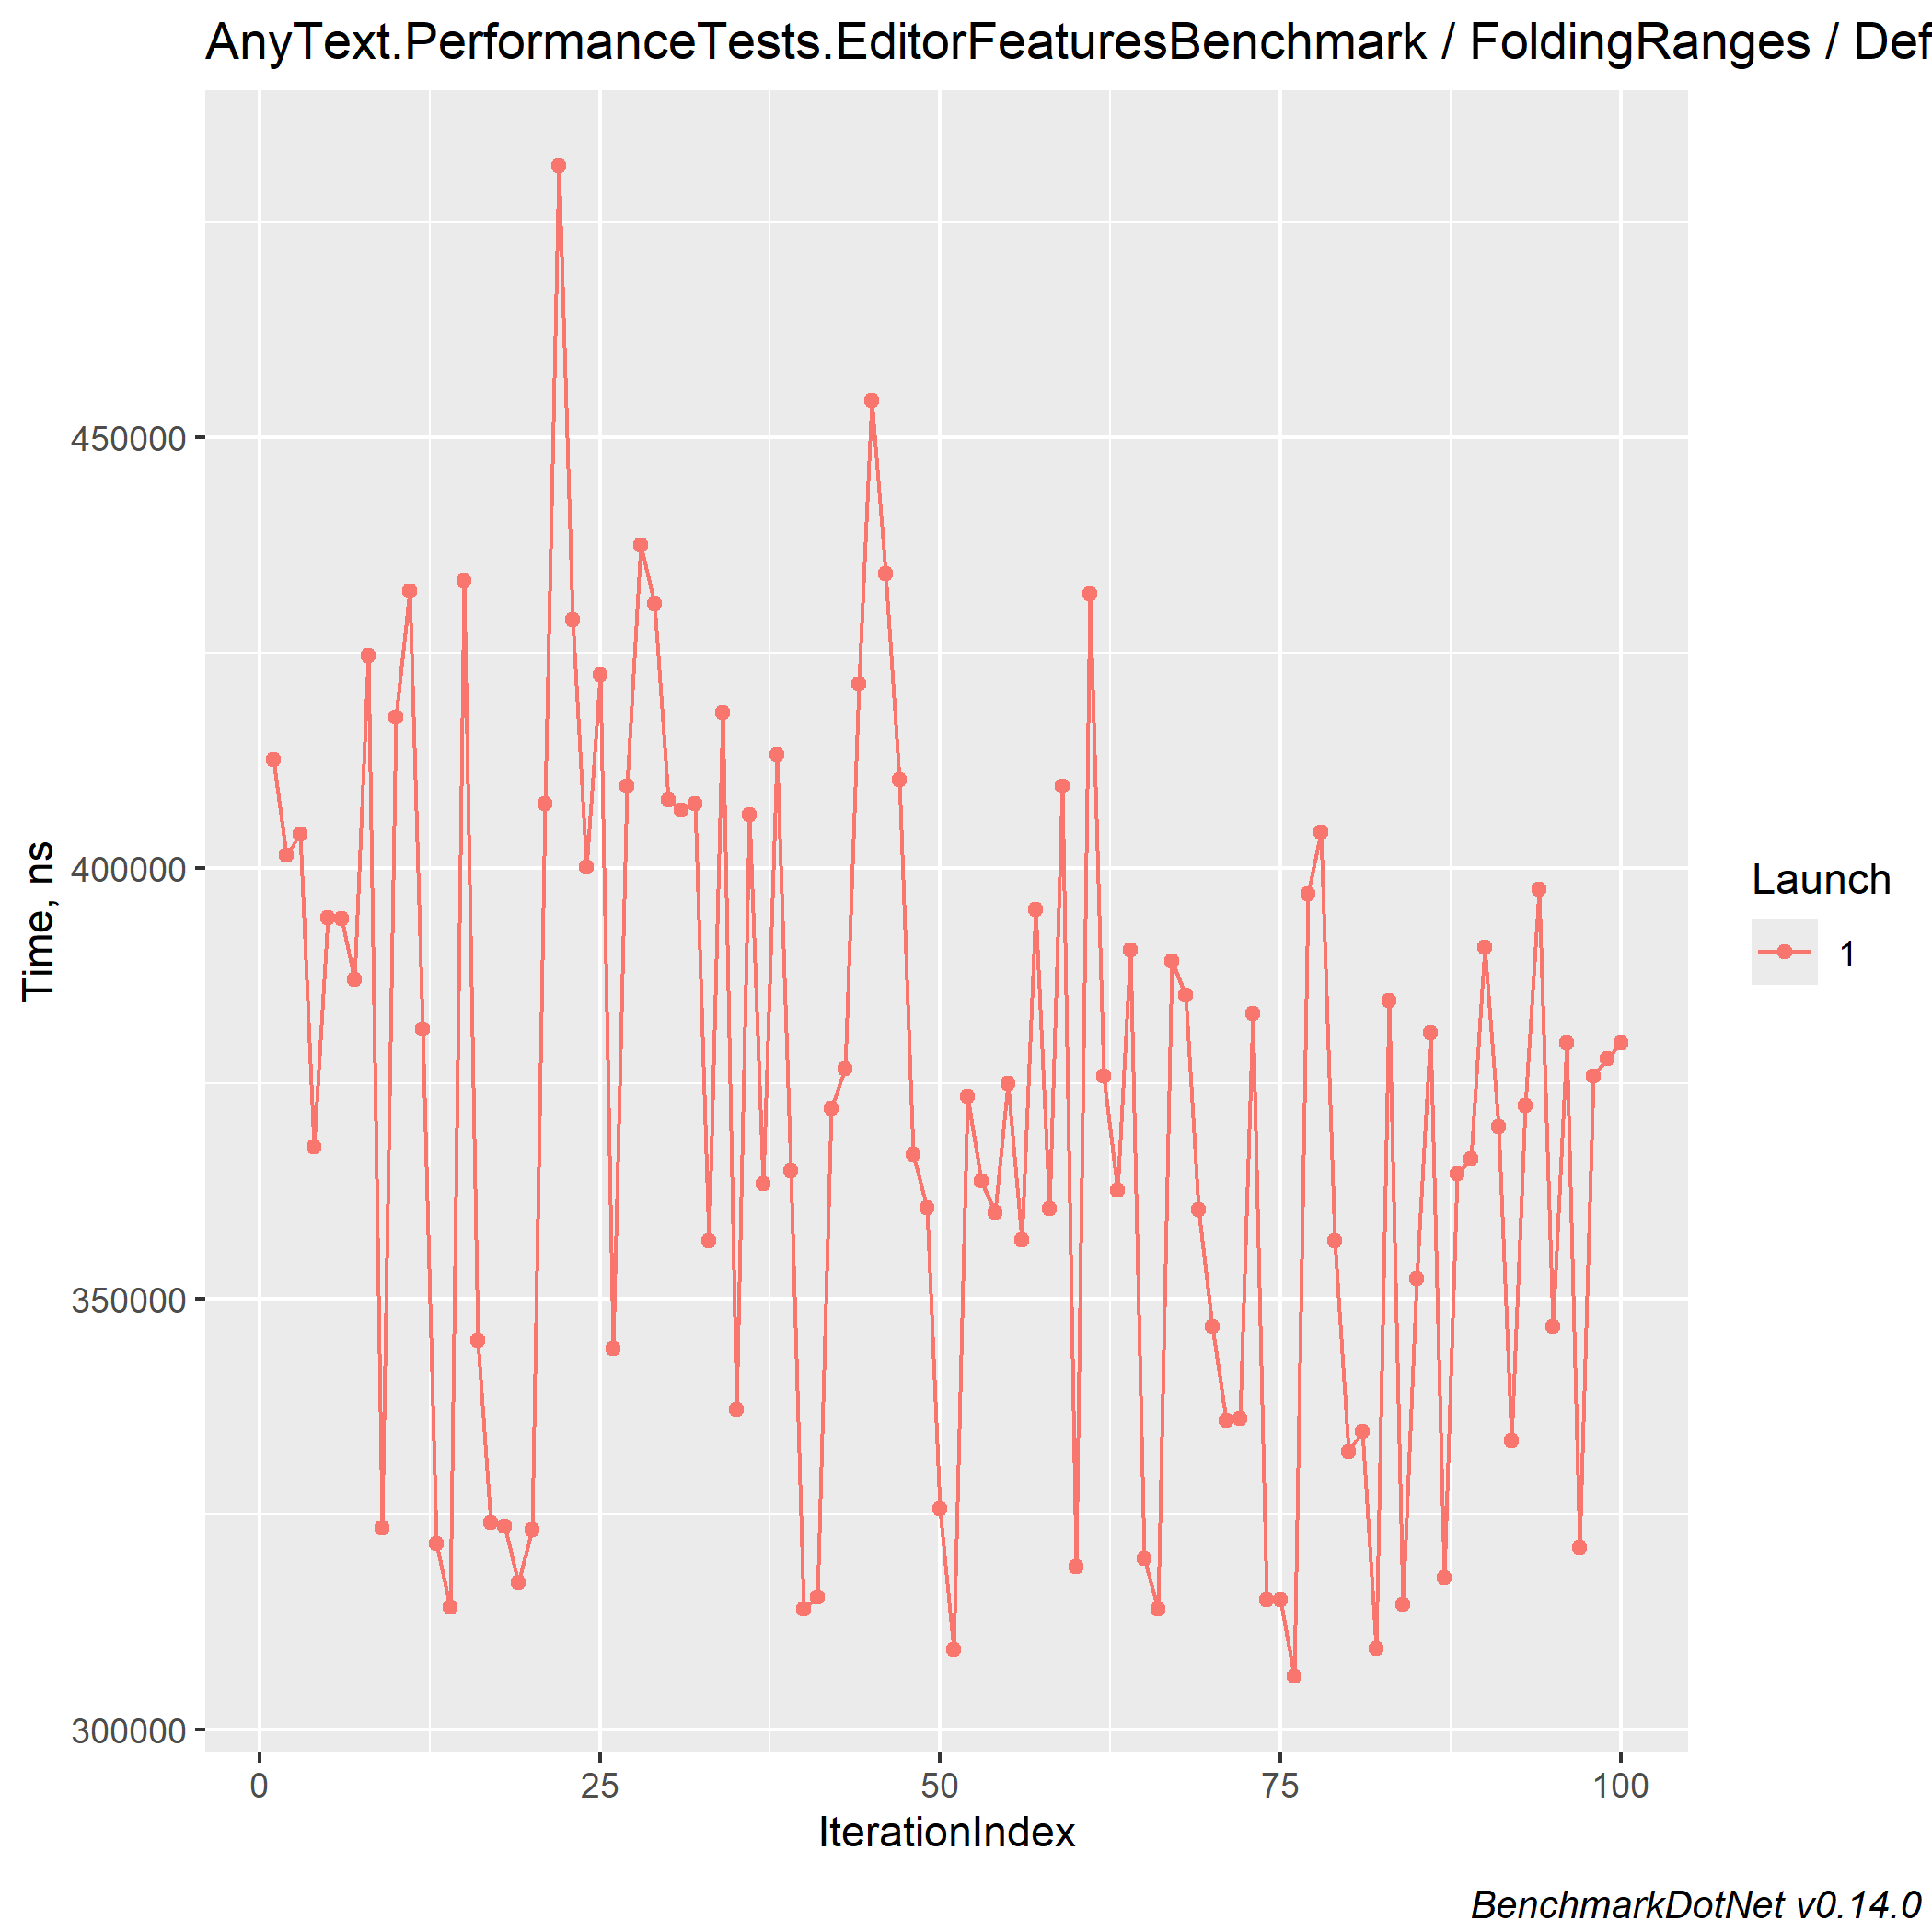 AnyText.PerformanceTests.EditorFeaturesBenchmark / FoldingRanges / Def
450000
400000
350000
300000
Time, ns
0 25 50 75 100
IterationIndex
Launch
1
BenchmarkDotNet v0.14.0